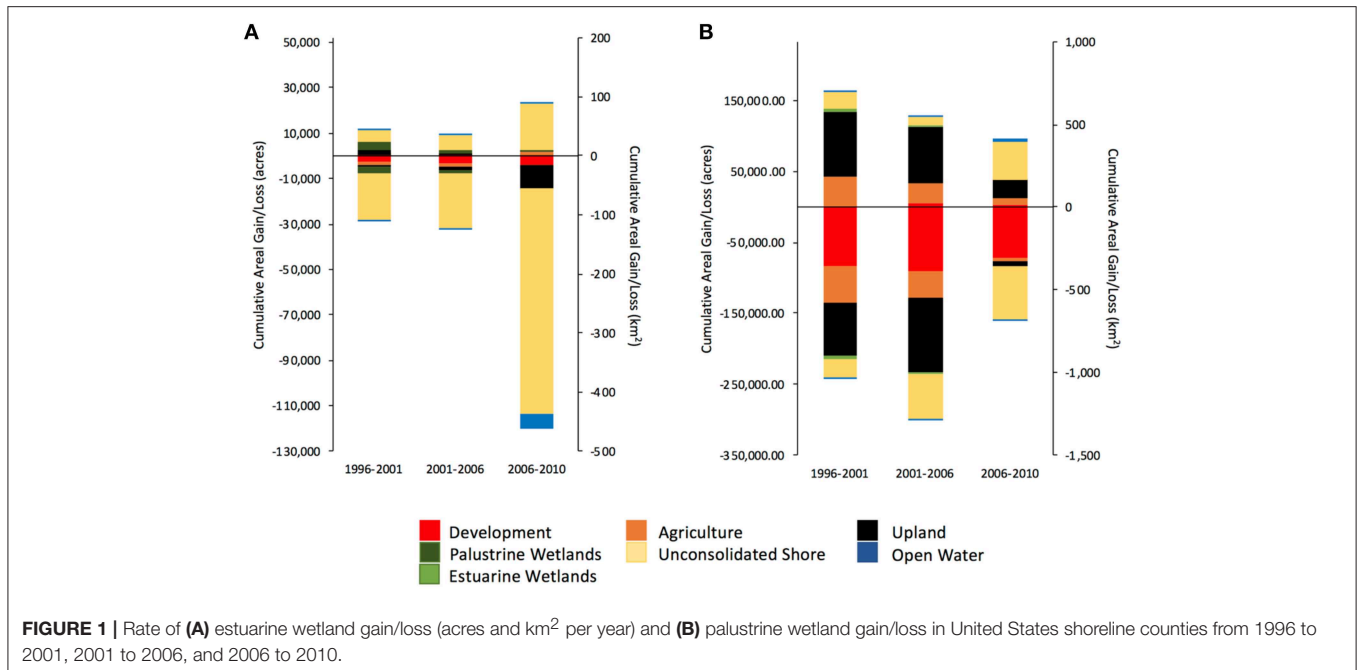 A
50,000
30,000
10,000
-10,000
-30,000
-50,000
-70,000
-90,000
-110,000
-130,000
Cumulative Areal Gain/Loss (acres)
200
100
0
-100
-200
-300
-400
-500
Cumulative Areal Gain/Loss (km²)
1996-2001 2001-2006 2006-2010
B
150,000.00
50,000.00
-50,000.00
-150,000.00
-250,000.00
-350,000.00
Cumulative Areal Gain/Loss (acres)
1,000
500
0
-500
-1,000
-1,500
Cumulative Areal Gain/Loss (km²)
1996-2001 2001-2006 2006-2010
Development Agriculture Upland
Palustrine Wetlands Unconsolidated Shore Open Water
Estuarine Wetlands
FIGURE 1 | Rate of (A) estuarine wetland gain/loss (acres and km² per year) and (B) palustrine wetland gain/loss in United States shoreline counties from 1996 to
2001, 2001 to 2006, and 2006 to 2010.